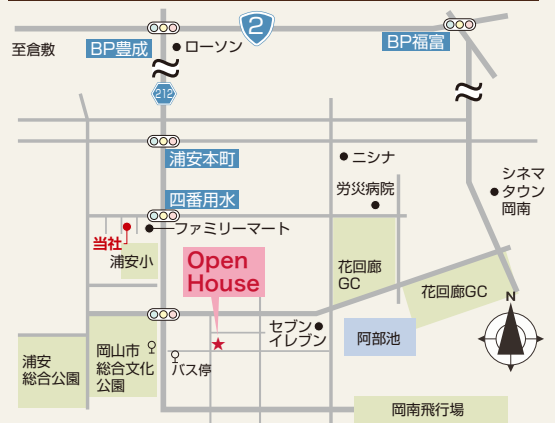 2
BP豊成
ローソン
BP福富
至倉敷
212
浦安本町
ニシナ
シネマ
タウン
岡南
労災病院
四番用水
ファミリーマート
当社
浦安小
Open
House
花回廊
GC
花回廊GC
N
セブン
イレブン
阿部池
浦安
総合公園
岡山市
総合文化
公園
バス停
岡南飛行場